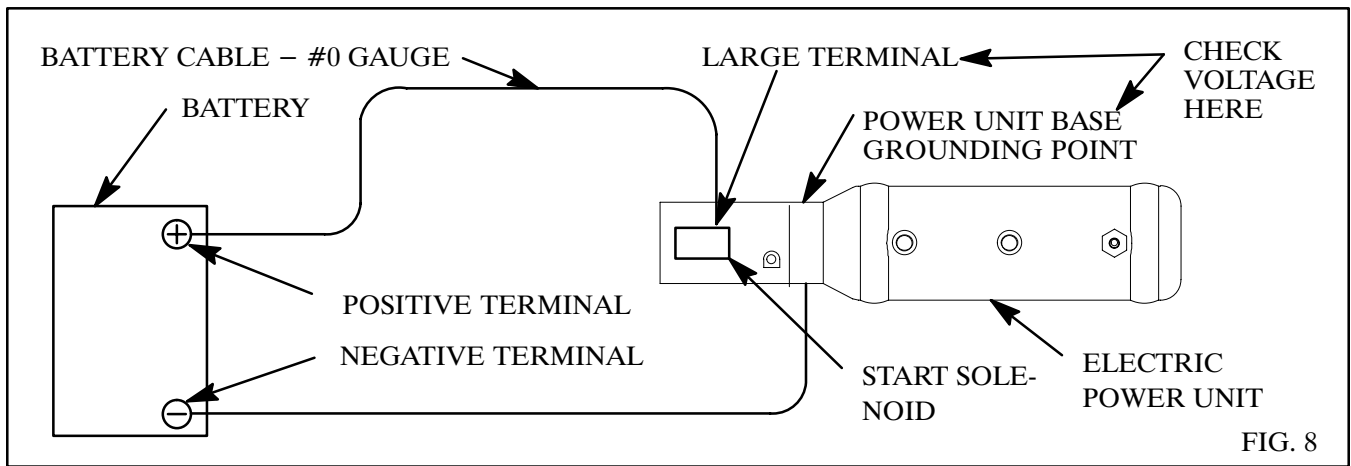 BATTERY CABLE – #0 GAUGE
LARGE TERMINAL
CHECK
VOLTAGE
HERE
BATTERY
POWER UNIT BASE
GROUNDING POINT
+
POSITIVE TERMINAL
NEGATIVE TERMINAL
–
START SOLE-
NOID
ELECTRIC
POWER UNIT
FIG. 8